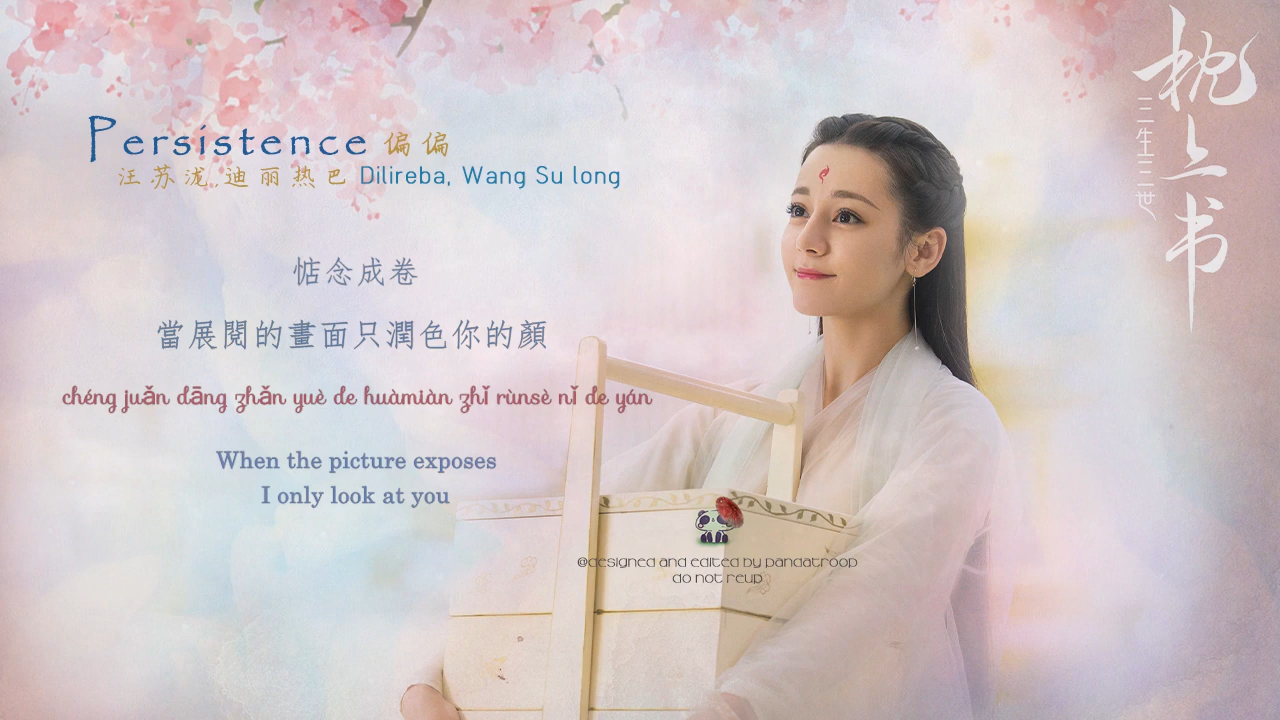 Persistence 偏偏
汪苏泷,迪丽热巴 Dilireba, Wang Su long
惦念成卷
當展閱的畫面只潤色你的顏
chéng juǎn dāng zhǎn yuè de huàmiàn zhǐ rùnsè nǐ de yán
When the picture exposes
I only look at you
@designed and edited by pandatroop
do not reup
枕上书
三生三世